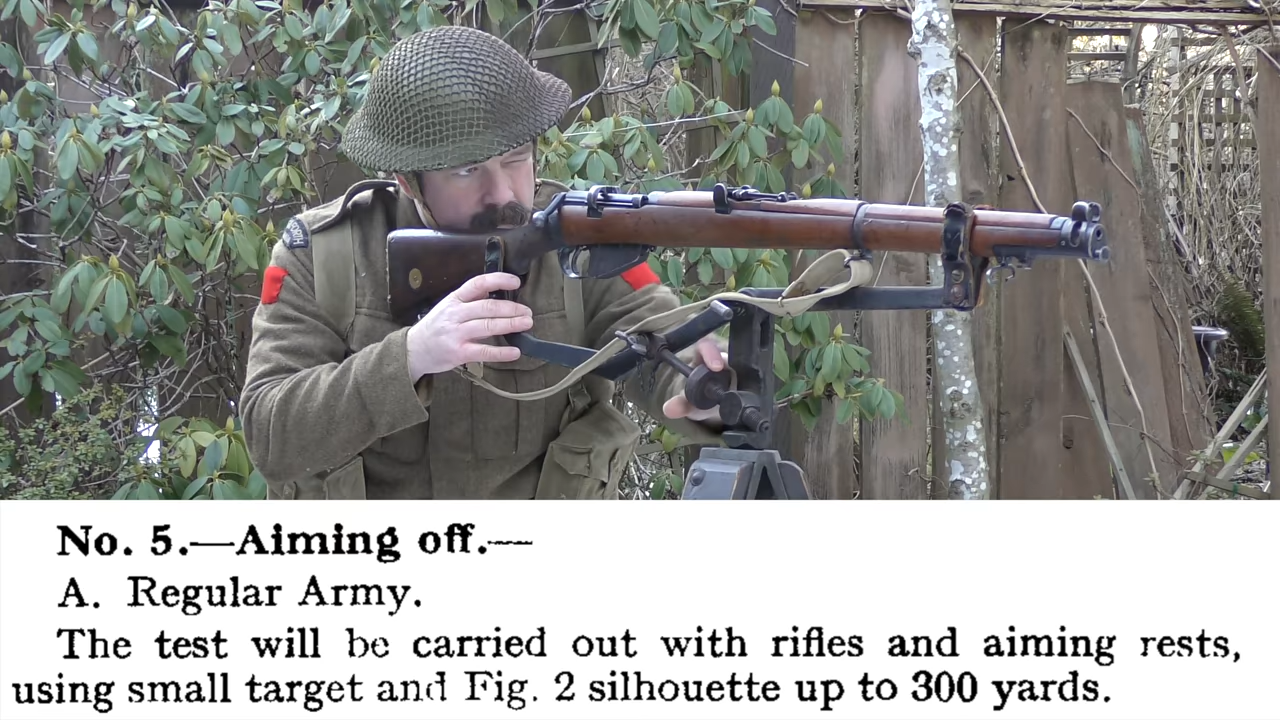 No. 5.—Aiming off.—
A. Regular Army.
The test will be carried out with rifles and aiming rests,
using small target and Fig. 2 silhouette up to 300 yards.